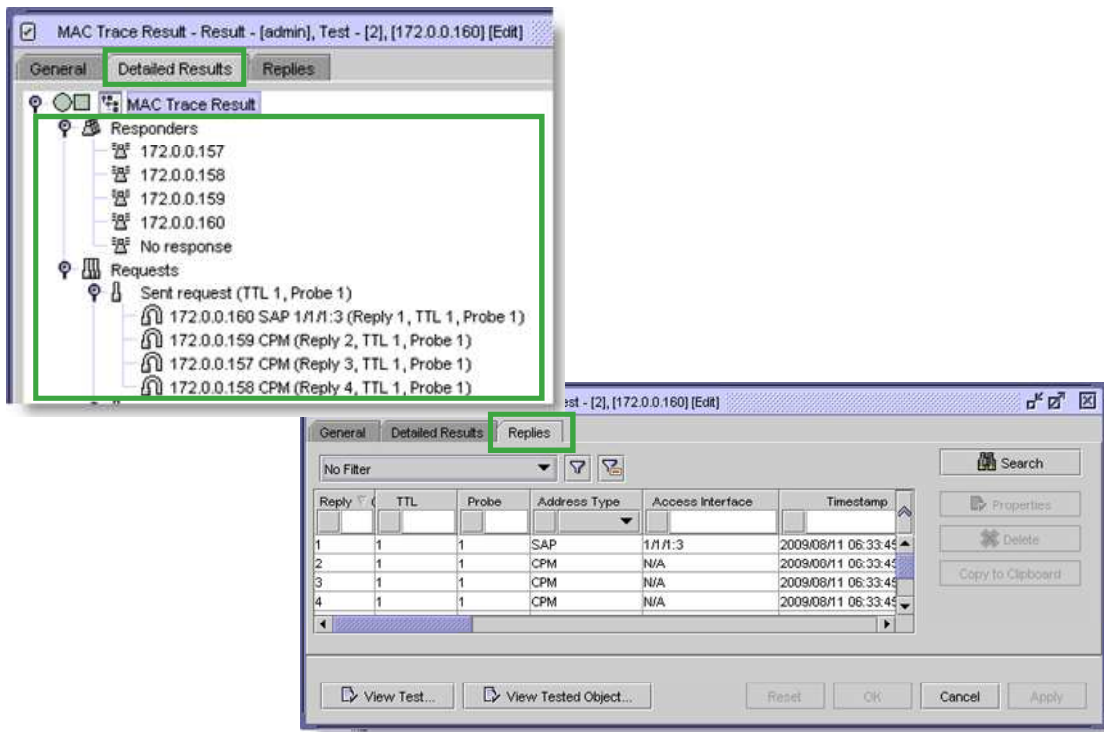 MAC Trace Result - Result - [admin], Test - [2], [172.0.0.160] [Edit]
General Detailed Results Replies
MAC Trace Result
Responders
172.0.0.157
172.0.0.158
172.0.0.159
172.0.0.160
No response
Requests
Sent request (TTL 1, Probe 1)
172.0.0.160 SAP 1/1/1:3 (Reply 1, TTL 1, Probe 1)
172.0.0.159 CPM (Reply 2, TTL 1, Probe 1)
172.0.0.157 CPM (Reply 3, TTL 1, Probe 1)
172.0.0.158 CPM (Reply 4, TTL 1, Probe 1)
est - [2], [172.0.0.160] [Edit]
General Detailed Results Replies
No Filter
Search
Reply TTL Probe Address Type Access Interface Timestamp
Properties
1 1 1 SAP 1/1/1:3 2009/08/11 06:33:45
Delete
2 1 1 CPM N/A 2009/08/11 06:33:45
3 1 1 CPM N/A 2009/08/11 06:33:45
Copy to Clipboard
4 1 1 CPM N/A 2009/08/11 06:33:45
View Test... View Tested Object... Reset OK Cancel Apply